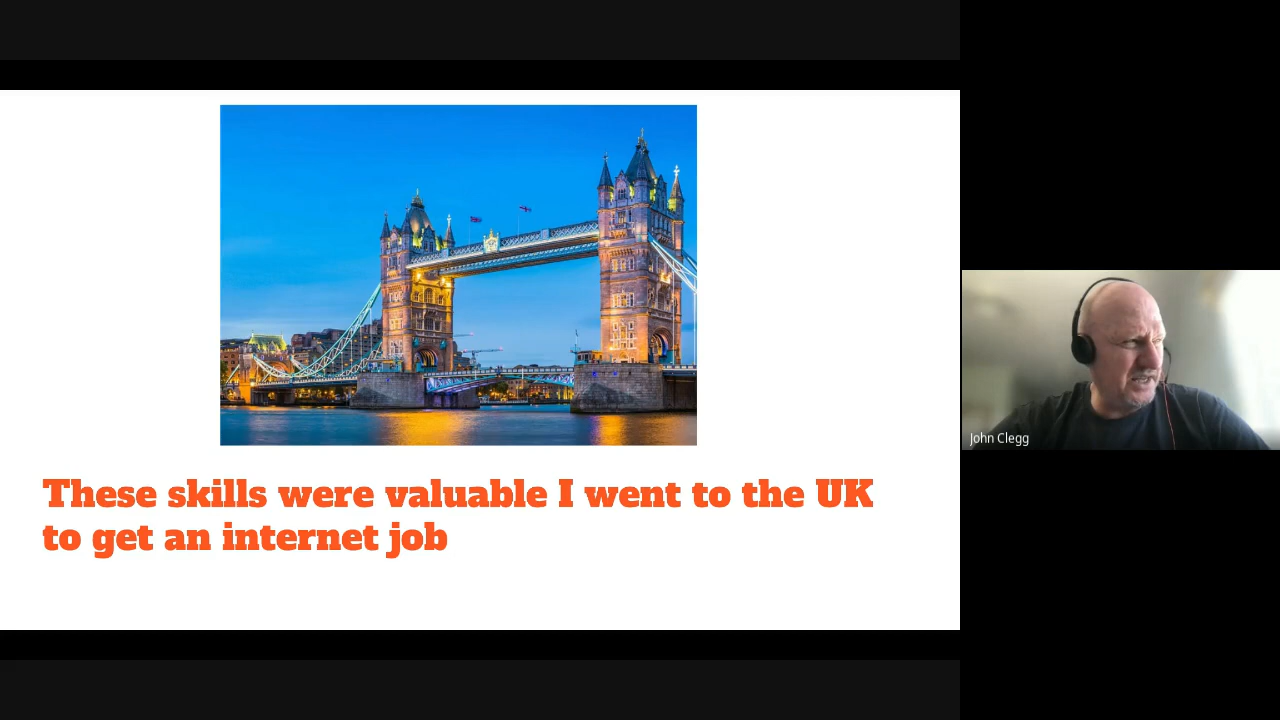 These skills were valuable I went to the UK
to get an internet job
John Clegg